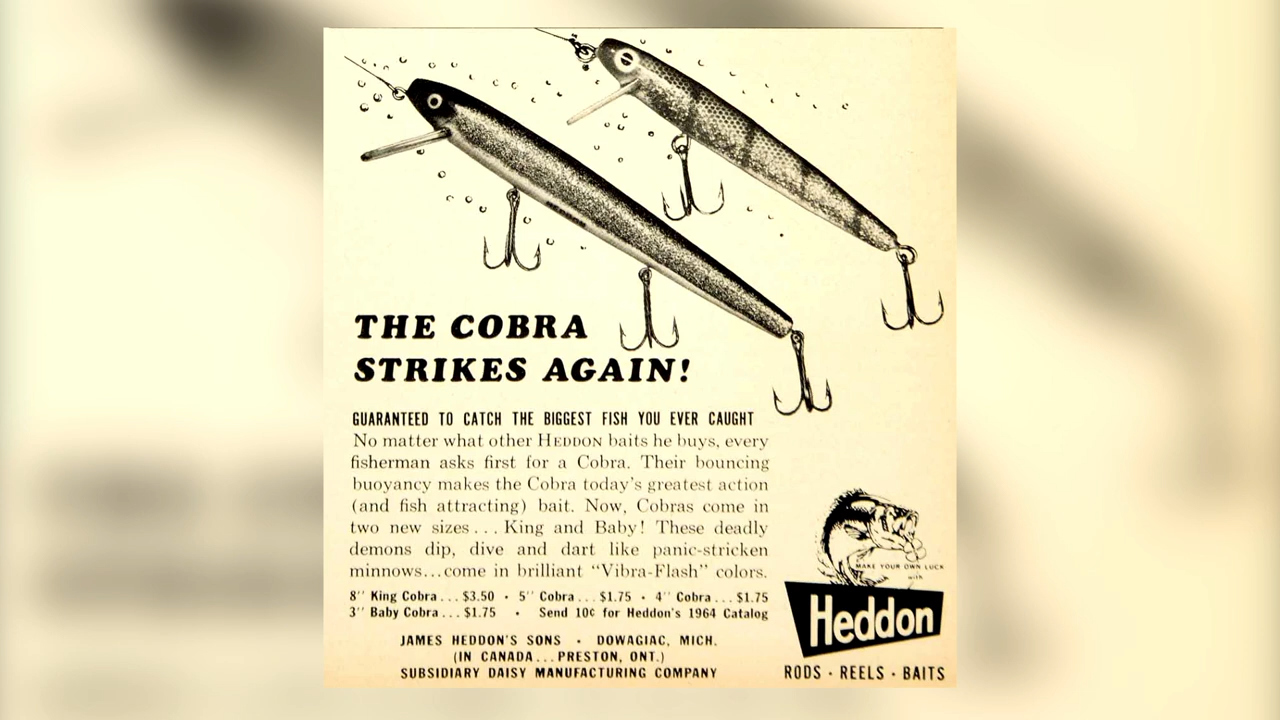 THE COBRA
STRIKES AGAIN!
GUARANTEED TO CATCH THE BIGGEST FISH YOU EVER CAUGHT
No matter what other HEDDON baits he buys, every
fisherman asks first for a Cobra. Their bouncing
buoyancy makes the Cobra today's greatest action
(and fish attracting) bait. Now, Cobras come in
two new sizes... King and Baby! These deadly
demons dip, dive and dart like panic-stricken
minnows...come in brilliant "Vibra-Flash" colors.
8" King Cobra... $3.50 • 5" Cobra... $1.75 • 4" Cobra... $1.75
3" Baby Cobra... $1.75 • Send 10¢ for Heddon's 1964 Catalog
JAMES HEDDON'S SONS • DOWAGIAC, MICH.
(IN CANADA...PRESTON, ONT.)
SUBSIDIARY DAISY MANUFACTURING COMPANY
MAKE YOUR OWN LUCK
with
Heddon
RODS • REELS • BAITS